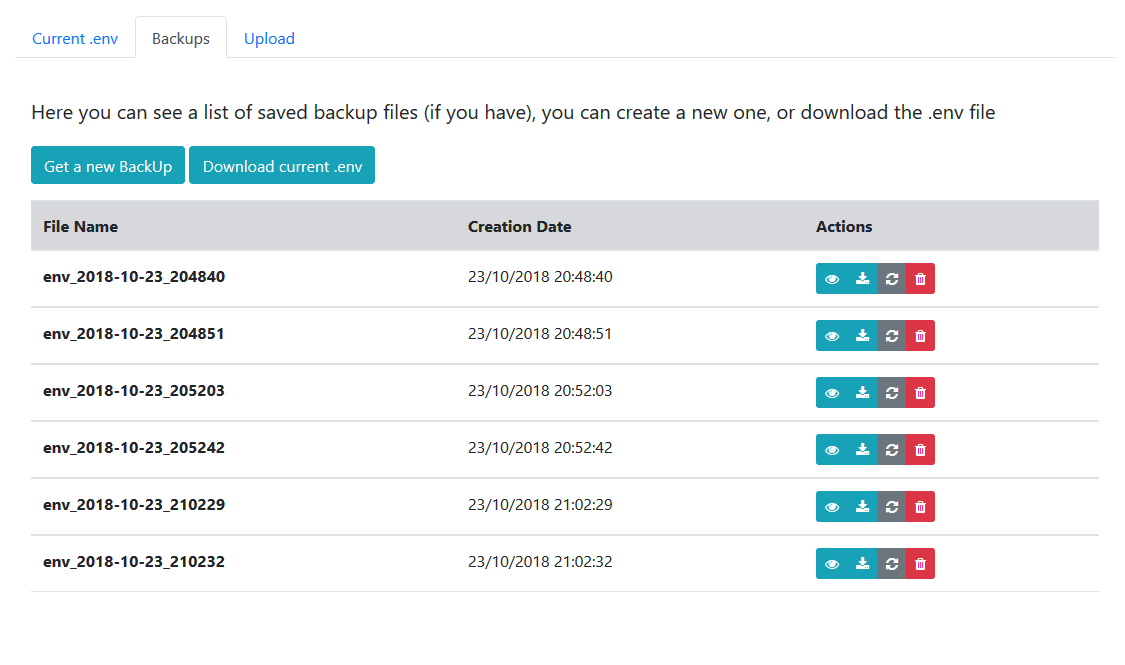 Current .env Backups Upload
Here you can see a list of saved backup files (if you have), you can create a new one, or download the .env file
Get a new BackUp Download current .env
File Name Creation Date Actions
env_2018-10-23_204840 23/10/2018 20:48:40
env_2018-10-23_204851 23/10/2018 20:48:51
env_2018-10-23_205203 23/10/2018 20:52:03
env_2018-10-23_205242 23/10/2018 20:52:42
env_2018-10-23_210229 23/10/2018 21:02:29
env_2018-10-23_210232 23/10/2018 21:02:32